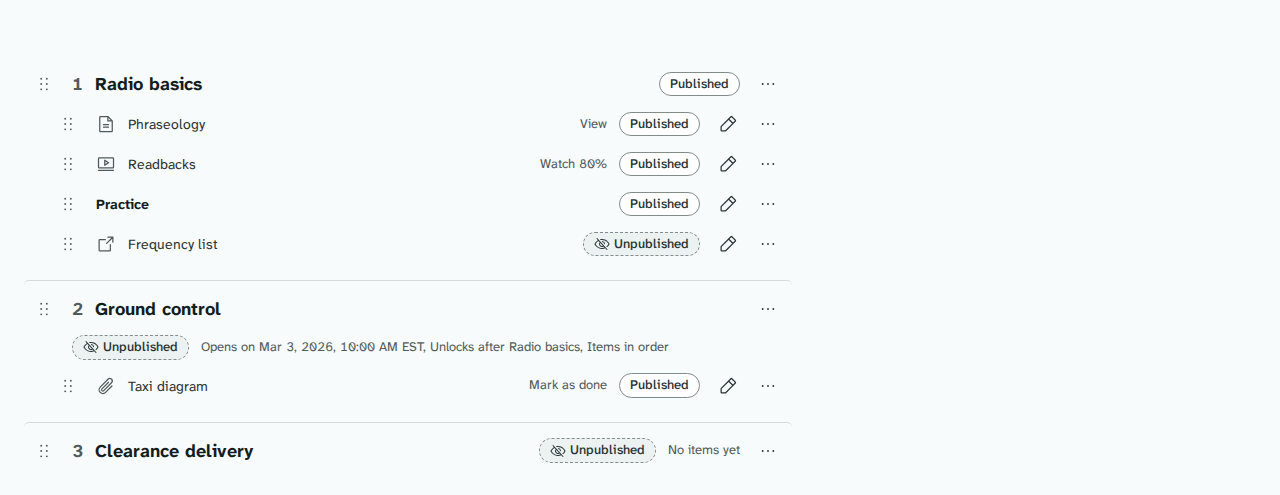 1 Radio basics Published
Phraseology View Published
Readbacks Watch 80% Published
Practice Published
Frequency list Unpublished
2 Ground control
Unpublished Opens on Mar 3, 2026, 10:00 AM EST, Unlocks after Radio basics, Items in order
Taxi diagram Mark as done Published
3 Clearance delivery Unpublished No items yet